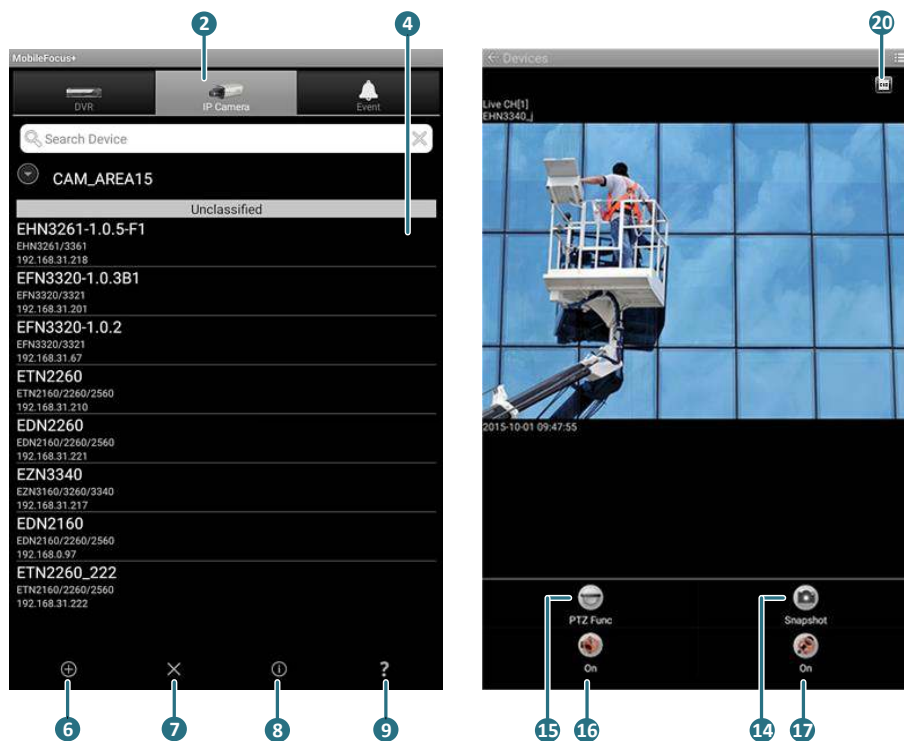 2
4
20
MobileFocus+
DVR
IP Camera
Event
Search Device
CAM_AREA15
Unclassified
EHN3261-1.0.5-F1
EHN3261/3361
192.168.31.218
EFN3320-1.0.3B1
EFN3320/3321
192.168.31.201
EFN3320-1.0.2
EFN3320/3321
192.168.31.67
ETN2260
ETN2160/2260/2560
192.168.31.210
EDN2260
EDN2160/2260/2560
192.168.31.221
EZN3340
EZN3160/3260/3340
192.168.31.217
EDN2160
EDN2160/2260/2560
192.168.0.97
ETN2260_222
ETN2160/2260/2560
192.168.31.222
?
6
7
8
9
Devices
Live CH[1]
EHN3340_j
2015-10-01 09:47:55
PTZ Func
Snapshot
On
On
15
16
14
17